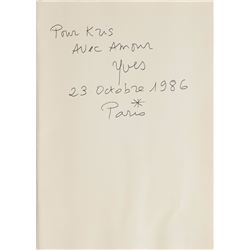 Pour Kris
Avec Amour
Yves
23 Octobre 1986
Paris